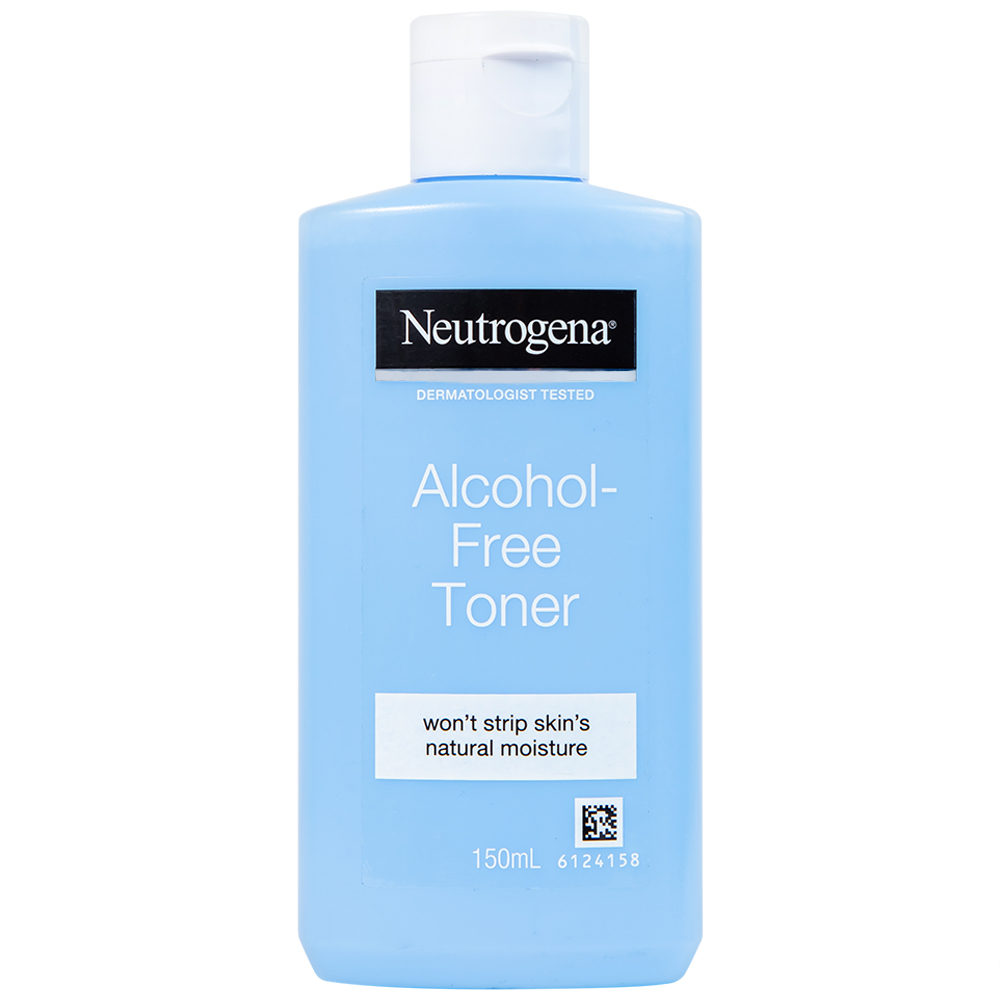 Neutrogena®
DERMATOLOGIST TESTED
Alcohol-
Free
Toner
won't strip skin's
natural moisture
150mL 6124158